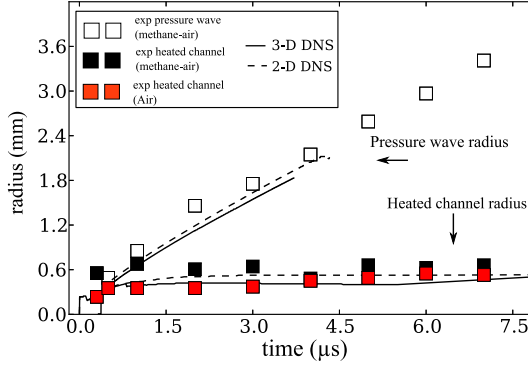 3.6
3.0
2.4
1.8
1.2
0.6
0.0
radius (mm)
exp pressure wave
(methane-air)
exp heated channel
(methane-air)
exp heated channel
(Air)
3-D DNS
2-D DNS
Pressure wave radius
Heated channel radius
0.0 1.5 3.0 4.5 6.0 7.5
time (µs)